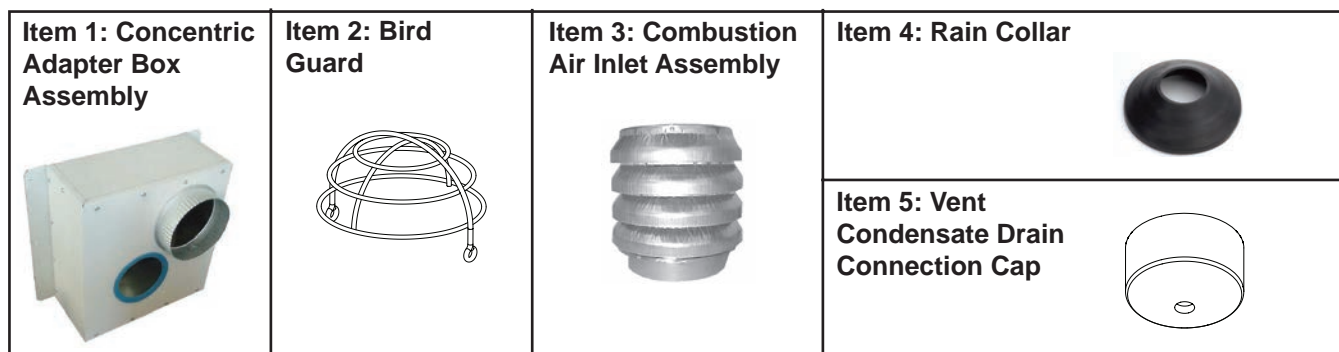 Item 1: Concentric
Adapter Box
Assembly
Item 2: Bird
Guard
Item 3: Combustion
Air Inlet Assembly
Item 4: Rain Collar
Item 5: Vent
Condensate Drain
Connection Cap